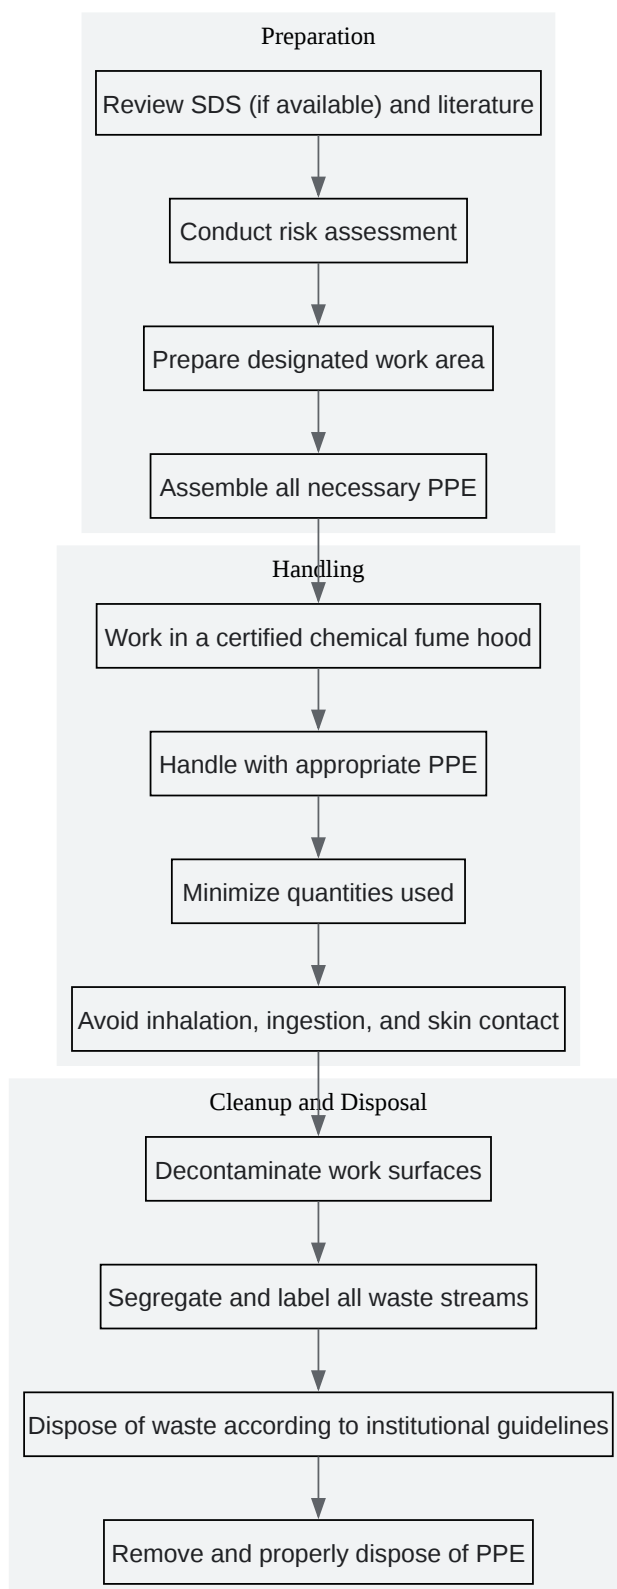 Preparation
Review SDS (if available) and literature
Conduct risk assessment
Prepare designated work area
Assemble all necessary PPE
Handling
Work in a certified chemical fume hood
Handle with appropriate PPE
Minimize quantities used
Avoid inhalation, ingestion, and skin contact
Cleanup and Disposal
Decontaminate work surfaces
Segregate and label all waste streams
Dispose of waste according to institutional guidelines
Remove and properly dispose of PPE